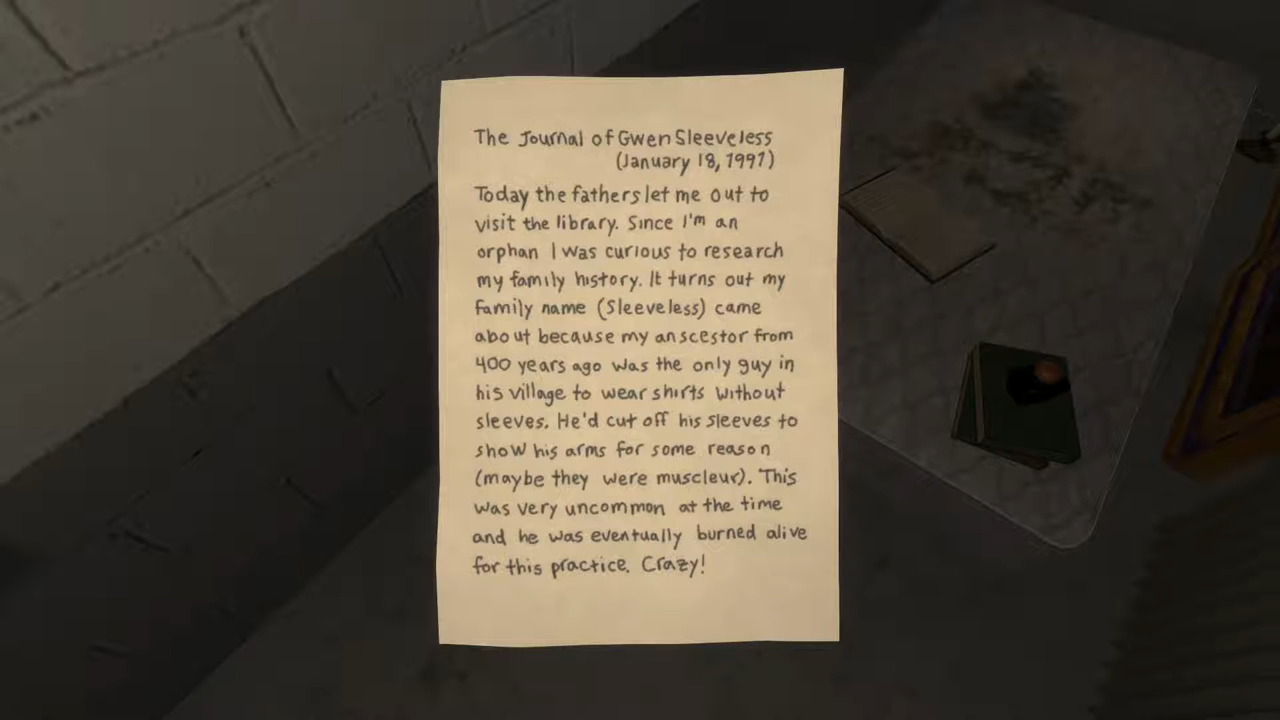 The Journal of Gwen Sleeveless
(January 18, 1991)
Today the fathers let me out to
visit the library. Since I'm an
orphan I was curious to research
my family history. It turns out my
family name (Sleeveless) came
about because my anscestor from
400 years ago was the only guy in
his village to wear shirts without
sleeves. He'd cut off his sleeves to
show his arms for some reason
(maybe they were muscleur). This
was very uncommon at the time
and he was eventually burned alive
for this practice. Crazy!